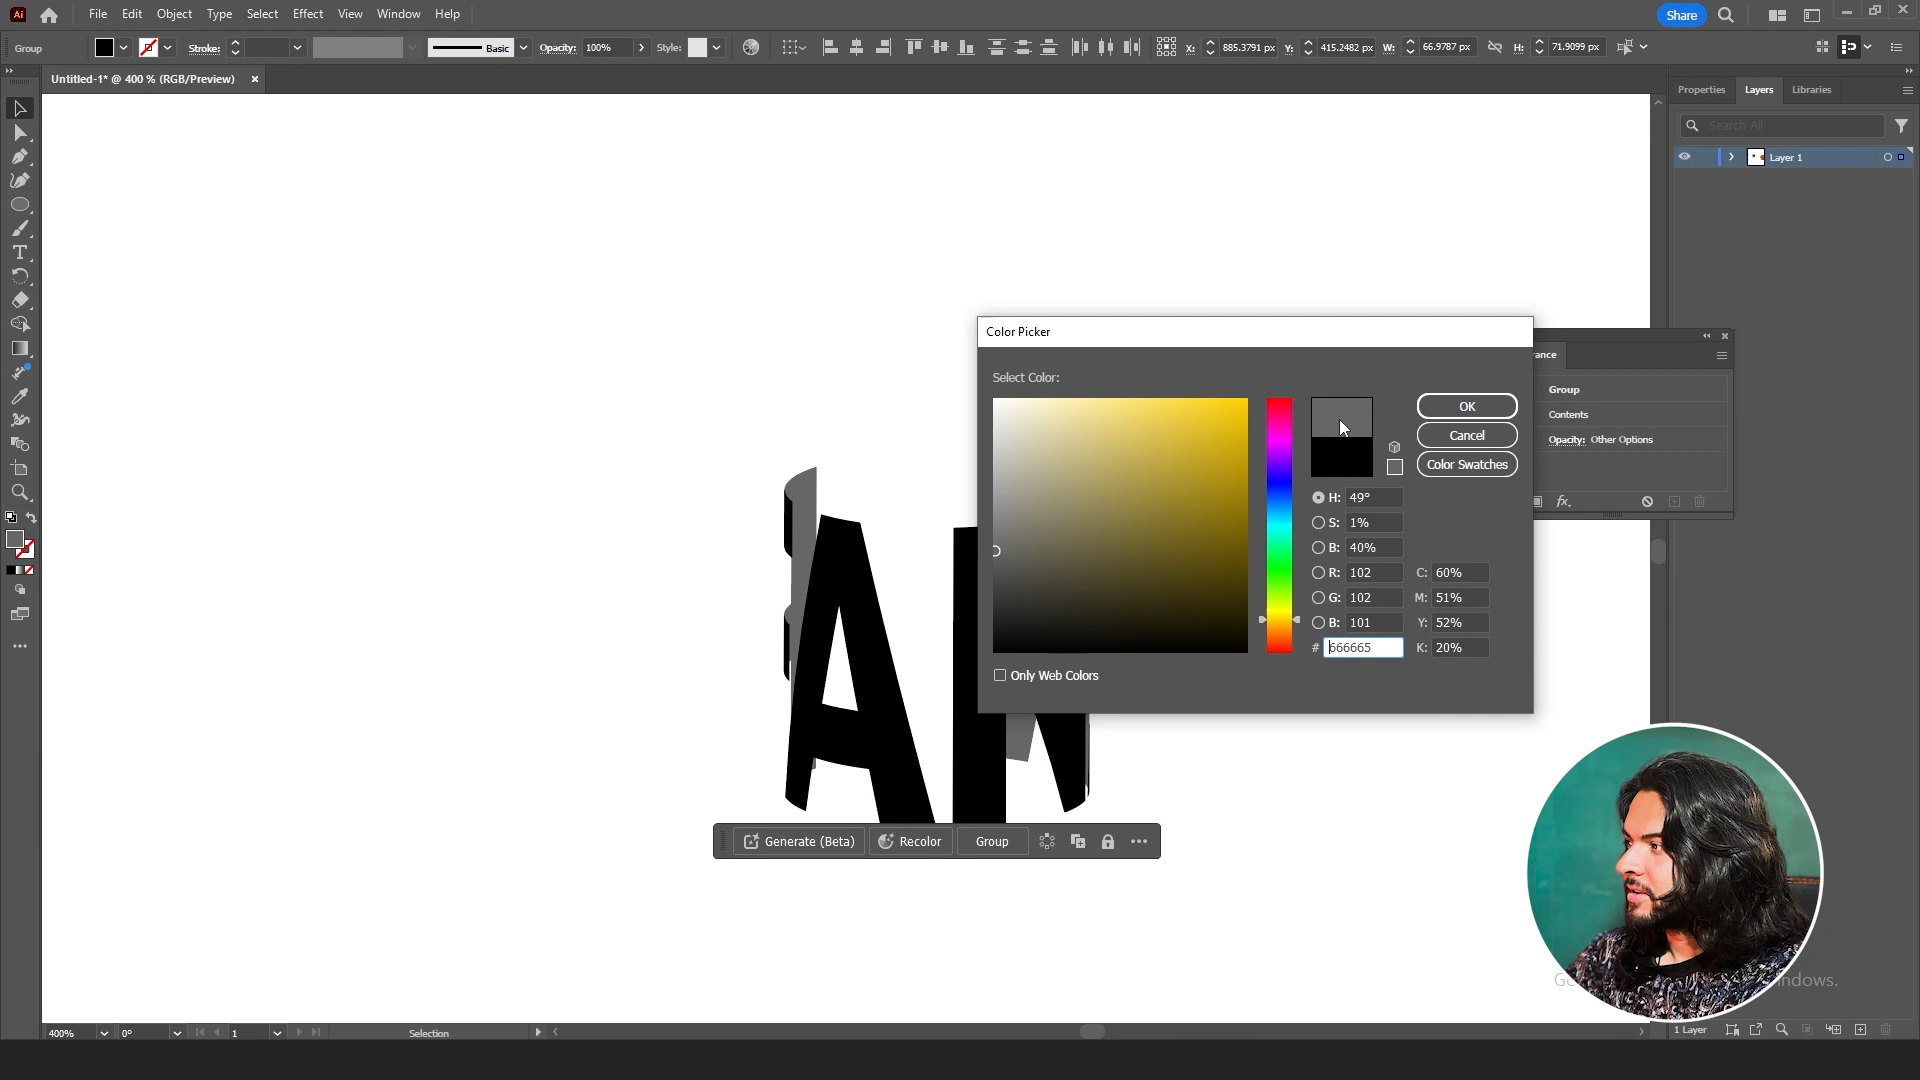 Ai File Edit Object Type Select Effect View Window Help Share
Group Stroke: Basic Opacity: 100% Style: X: 885.3791 px Y: 415.2482 px W: 66.9787 px H: 71.9099 px
Untitled-1* @ 400 % (RGB/Preview)
Properties Layers Libraries
Search All
Layer 1
Color Picker
Select Color:
OK
Cancel
Color Swatches
H: 49°
S: 1%
B: 40%
R: 102 C: 60%
G: 102 M: 51%
B: 101 Y: 52%
# 666665 K: 20%
Only Web Colors
rance
Group
Contents
Opacity: Other Options
fx
A
Generate (Beta) Recolor Group
ndows.
400% 0° 1 Selection
1 Layer